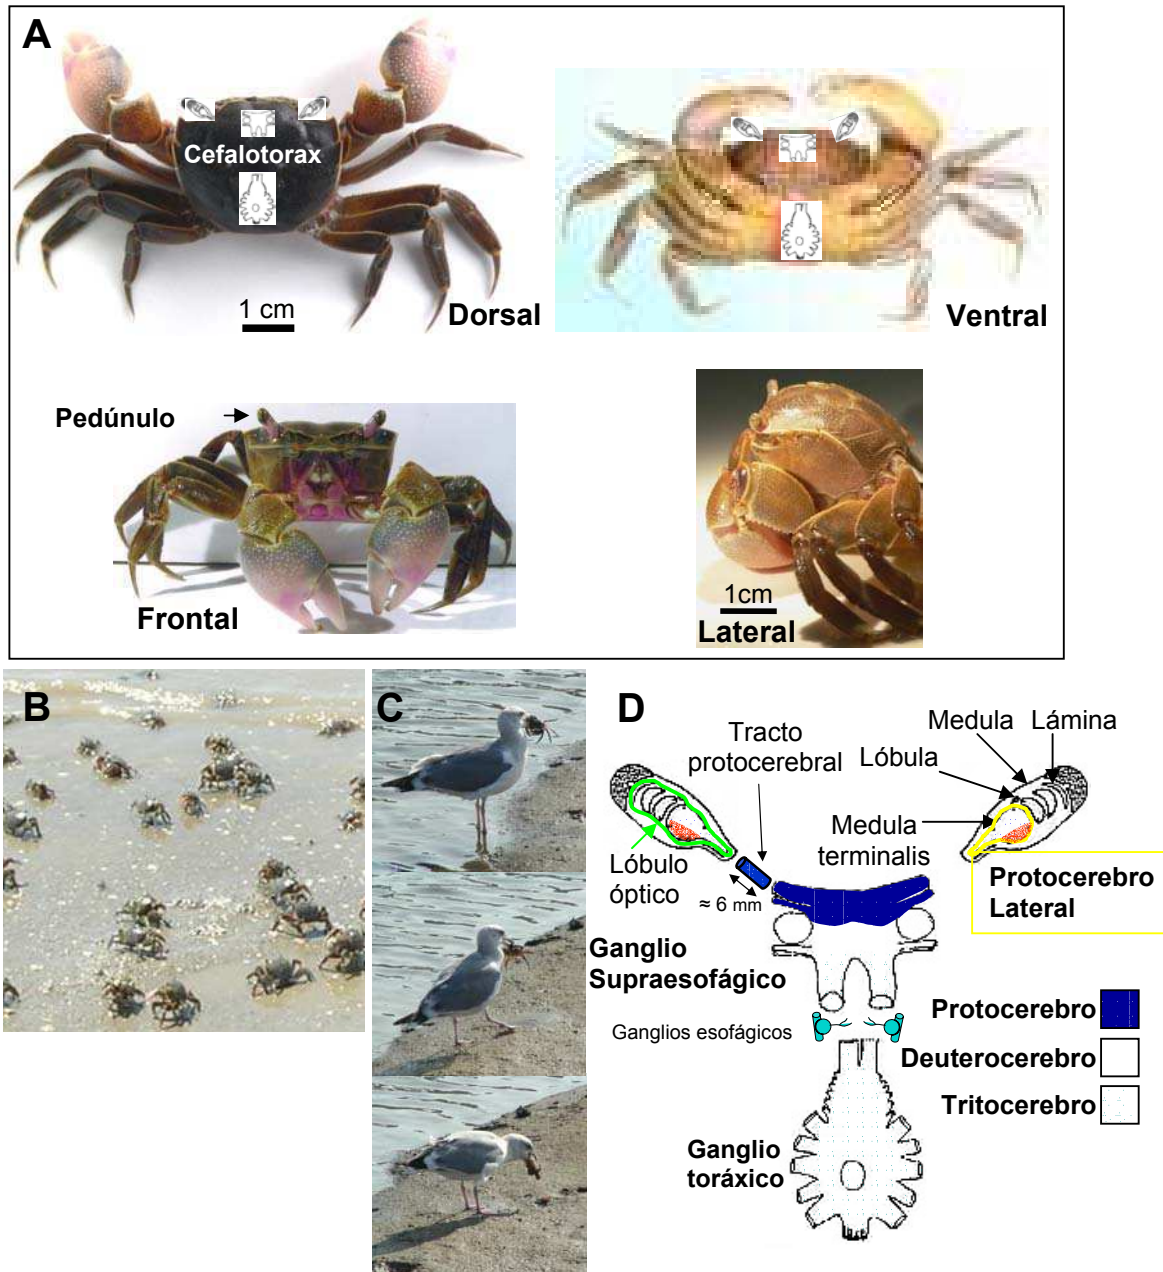 A
Cefalotorax
1 cm
Dorsal
Ventral
Pedúnulo
Frontal
1cm
Lateral
B
C
D
Tracto
protocerebral
Medula
Lámina
Lóbula
Medula
terminalis
Lóbulo
óptico
≈ 6 mm
Protocerebro
Lateral
Ganglio
Supraesofágico
Ganglios esofágicos
Protocerebro
Deuterocerebro
Tritocerebro
Ganglio
toráxico